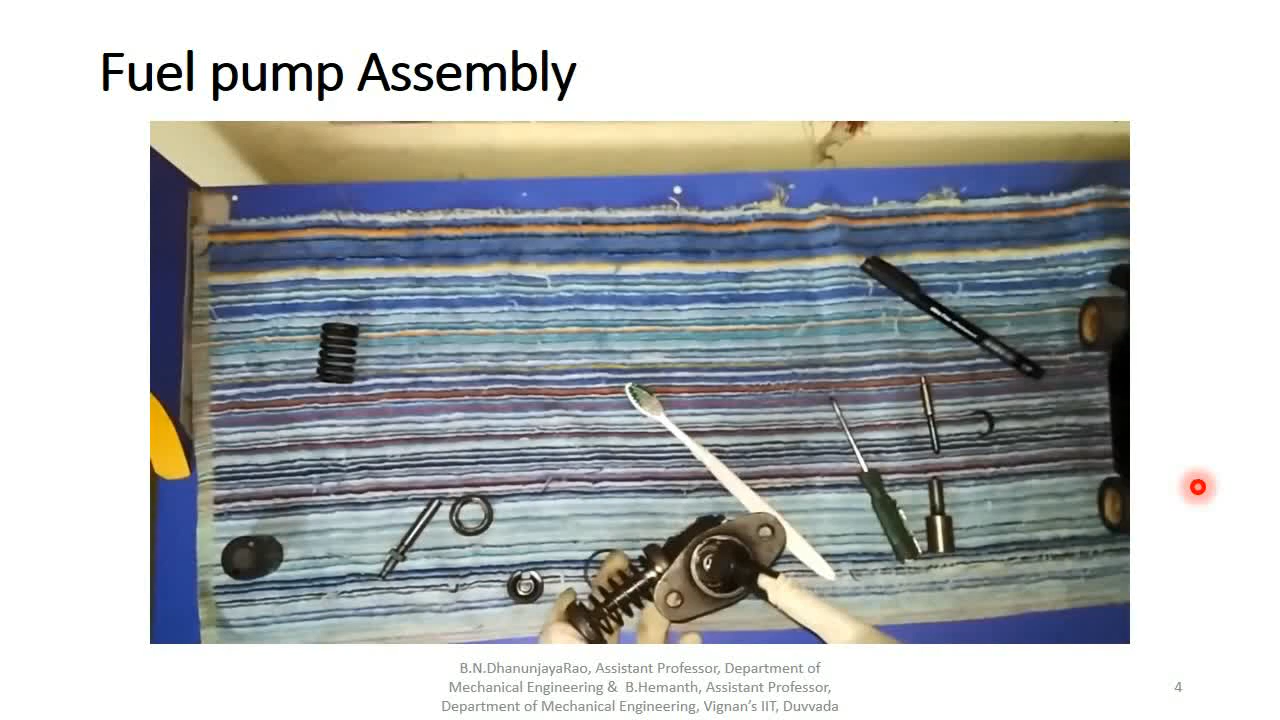 Fuel pump Assembly
B.N.DhanunjayaRao, Assistant Professor, Department of
Mechanical Engineering & B.Hemanth, Assistant Professor,
Department of Mechanical Engineering, Vignan's IIT, Duvvada
4